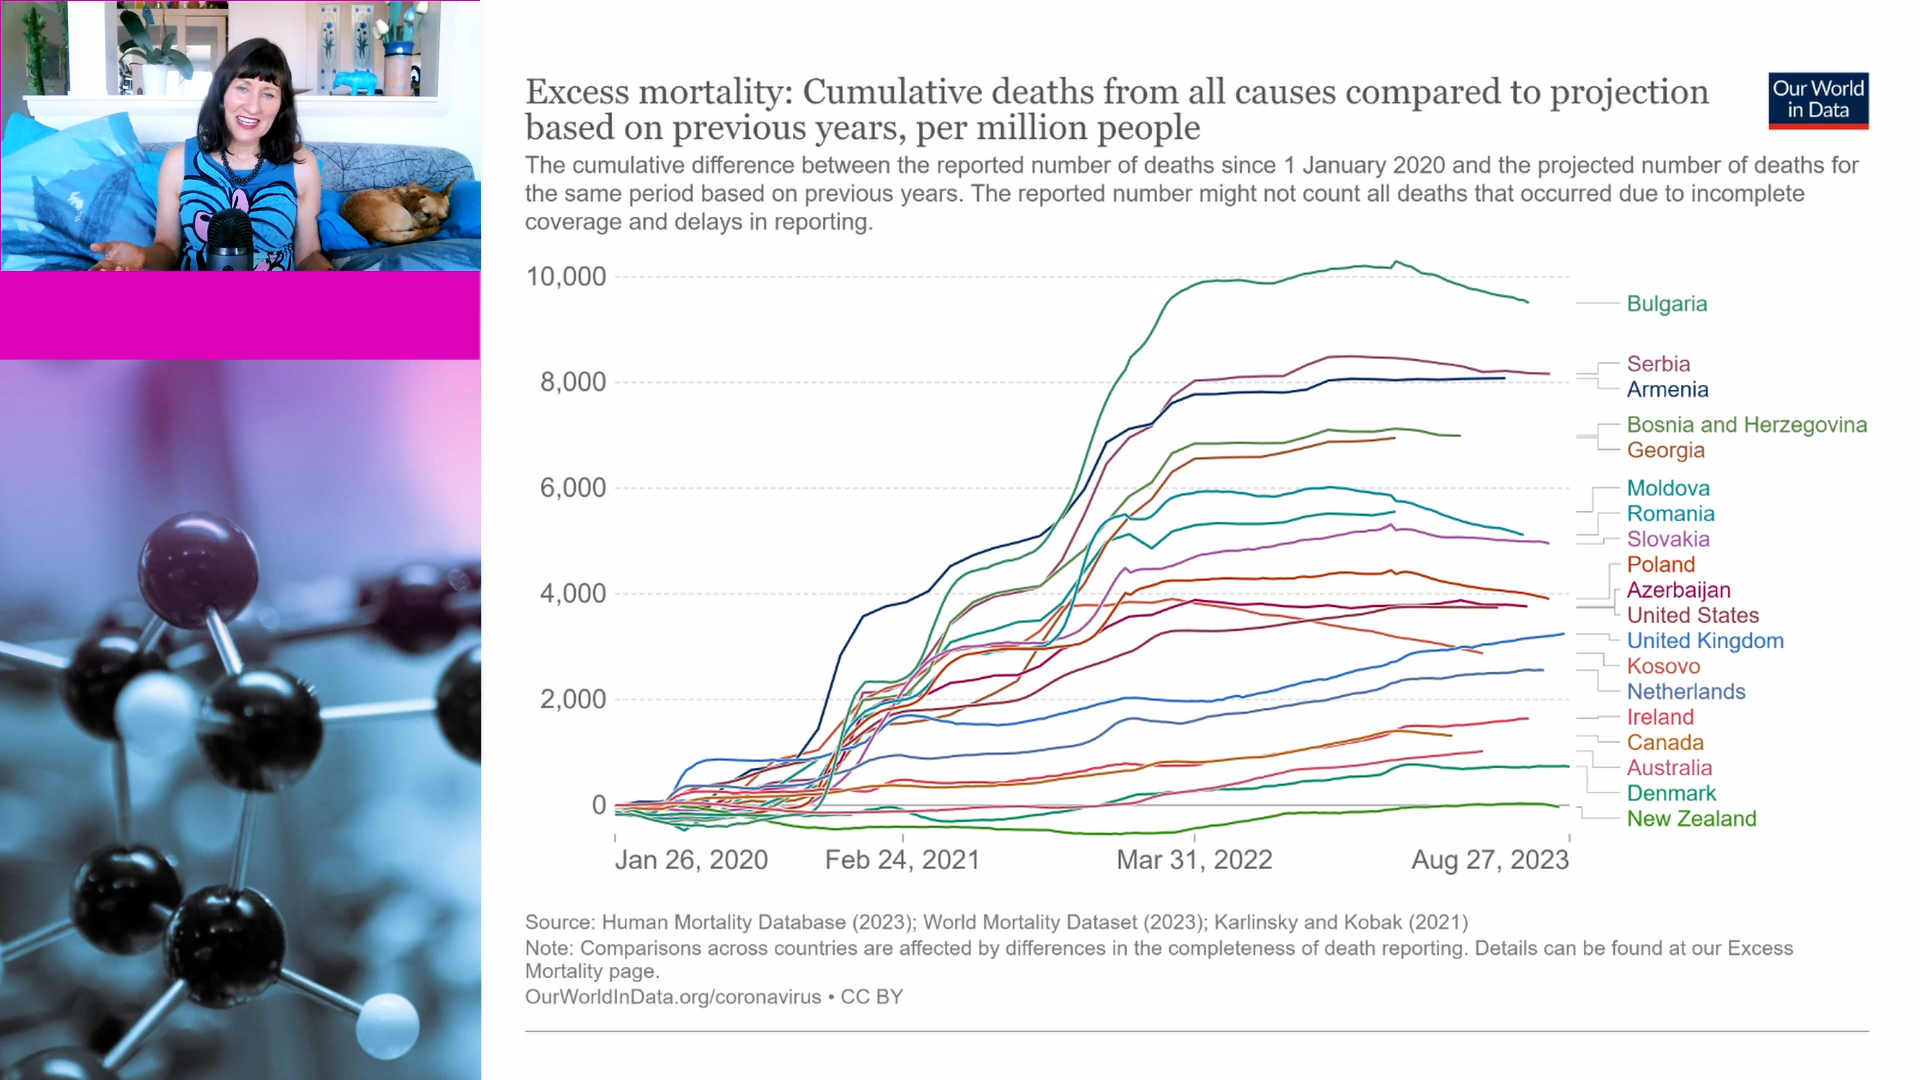 Excess mortality: Cumulative deaths from all causes compared to projection
based on previous years, per million people
Our World
in Data
The cumulative difference between the reported number of deaths since 1 January 2020 and the projected number of deaths for
the same period based on previous years. The reported number might not count all deaths that occurred due to incomplete
coverage and delays in reporting.
10,000
8,000
6,000
4,000
2,000
0
Bulgaria
Serbia
Armenia
Bosnia and Herzegovina
Georgia
Moldova
Romania
Slovakia
Poland
Azerbaijan
United States
United Kingdom
Kosovo
Netherlands
Ireland
Canada
Australia
Denmark
New Zealand
Jan 26, 2020
Feb 24, 2021
Mar 31, 2022
Aug 27, 2023
Source: Human Mortality Database (2023); World Mortality Dataset (2023); Karlinsky and Kobak (2021)
Note: Comparisons across countries are affected by differences in the completeness of death reporting. Details can be found at our Excess
Mortality page.
OurWorldInData.org/coronavirus • CC BY